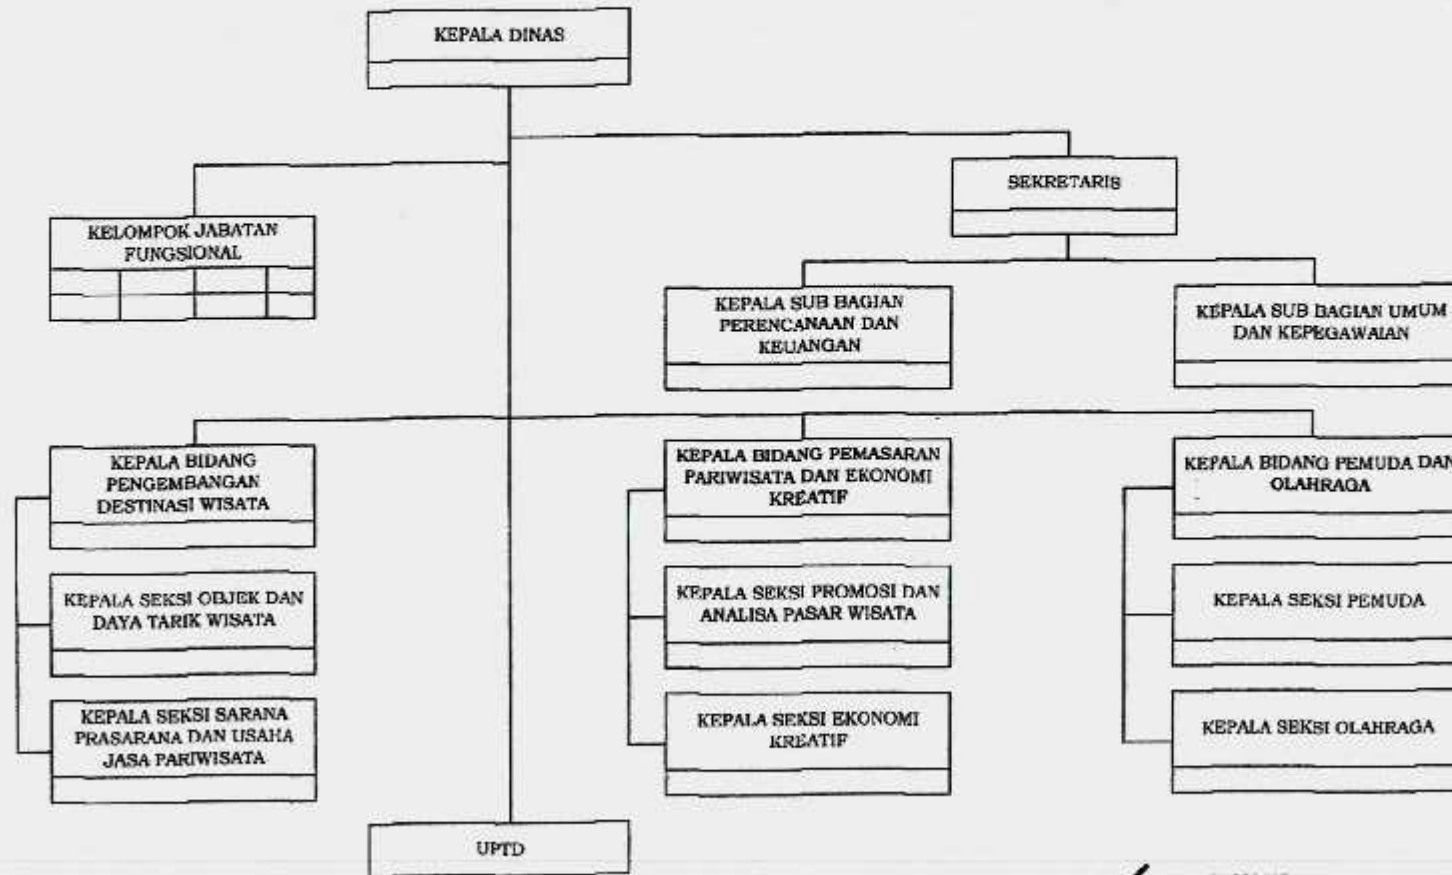 KEPALA DINAS
SEKRETARIS
KELOMPOK JABATAN
FUNGSIONAL
KEPALA SUB BAGIAN
PERENCANAAN DAN
KEUANGAN
KEPALA SUB BAGIAN UMUM
DAN KEPEGAWAIAN
KEPALA BIDANG
PENGEMBANGAN
DESTINASI WISATA
KEPALA BIDANG PEMASARAN
PARIWISATA DAN EKONOMI
KREATIF
KEPALA BIDANG PEMUDA DAN
OLAHRAGA
KEPALA SEKSI OBJEK DAN
DAYA TARIK WISATA
KEPALA SEKSI PROMOSI DAN
ANALISA PASAR WISATA
KEPALA SEKSI PEMUDA
KEPALA SEKSI SARANA
PRASARANA DAN USAHA
JASA PARIWISATA
KEPALA SEKSI EKONOMI
KREATIF
KEPALA SEKSI OLAHRAGA
UPTD